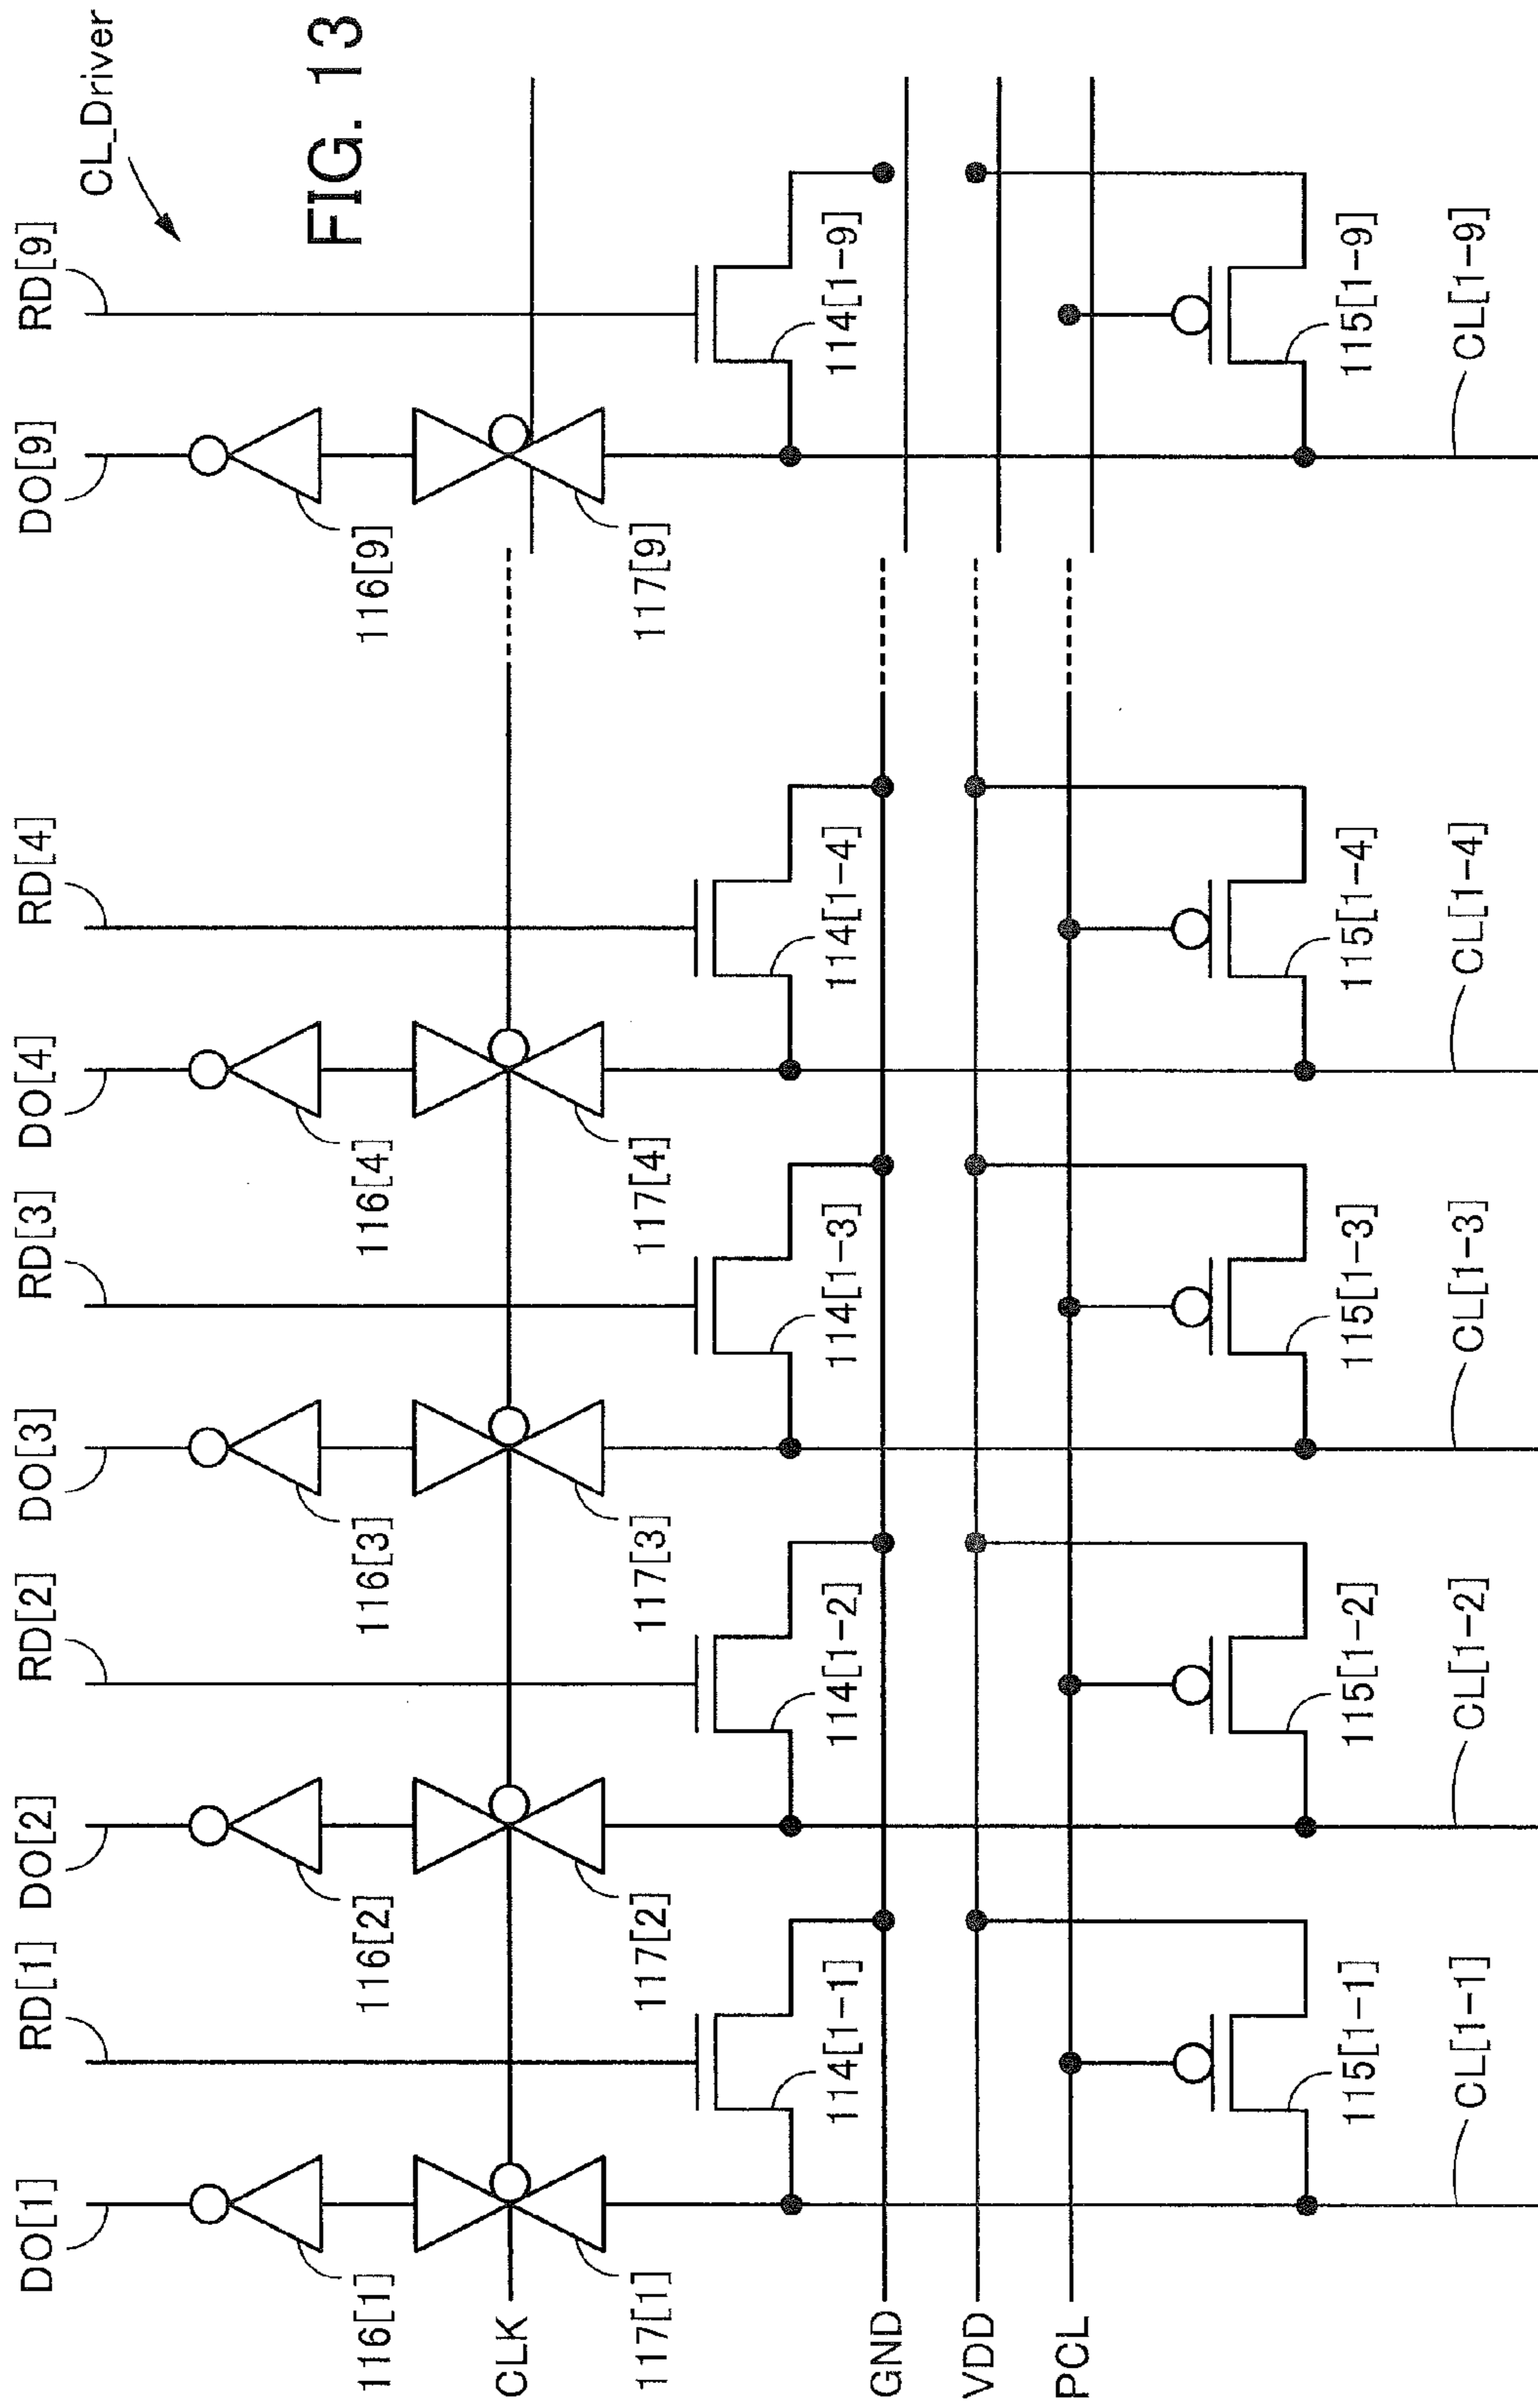 FIG. 13
CL_Driver
DO[1]
RD[1]
DO[2]
RD[2]
DO[3]
RD[3]
DO[4]
RD[4]
DO[9]
RD[9]
116[1]
116[2]
116[3]
116[4]
116[9]
CLK
117[1]
117[2]
117[3]
117[4]
117[9]
114[1-1]
114[1-2]
114[1-3]
114[1-4]
114[1-9]
GND
VDD
PCL
115[1-1]
115[1-2]
115[1-3]
115[1-4]
115[1-9]
CL[1-1]
CL[1-2]
CL[1-3]
CL[1-4]
CL[1-9]